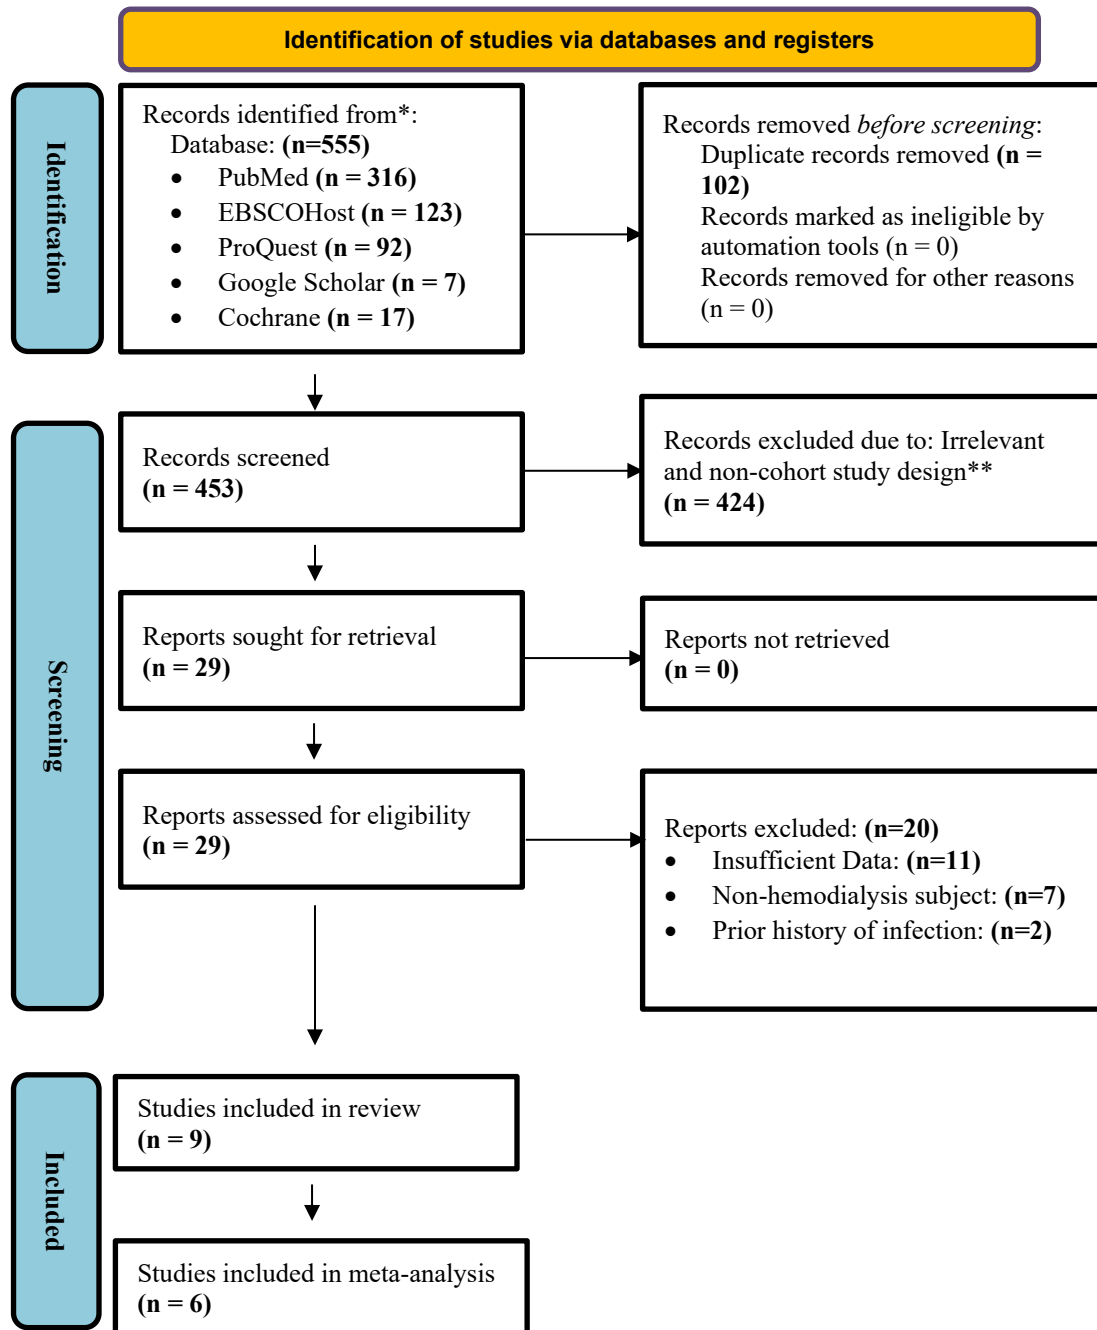 Identification of studies via databases and registers
Identification
Records identified from*:
Database: (n=555)
• PubMed (n = 316)
• EBSCOHost (n = 123)
• ProQuest (n = 92)
• Google Scholar (n = 7)
• Cochrane (n = 17)
Records removed before screening:
Duplicate records removed (n =
102)
Records marked as ineligible by
automation tools (n = 0)
Records removed for other reasons
(n = 0)
Screening
Records screened
(n = 453)
Records excluded due to: Irrelevant
and non-cohort study design**
(n = 424)
Reports sought for retrieval
(n = 29)
Reports not retrieved
(n = 0)
Reports assessed for eligibility
(n = 29)
Reports excluded: (n=20)
• Insufficient Data: (n=11)
• Non-hemodialysis subject: (n=7)
• Prior history of infection: (n=2)
Included
Studies included in review
(n = 9)
Studies included in meta-analysis
(n = 6)